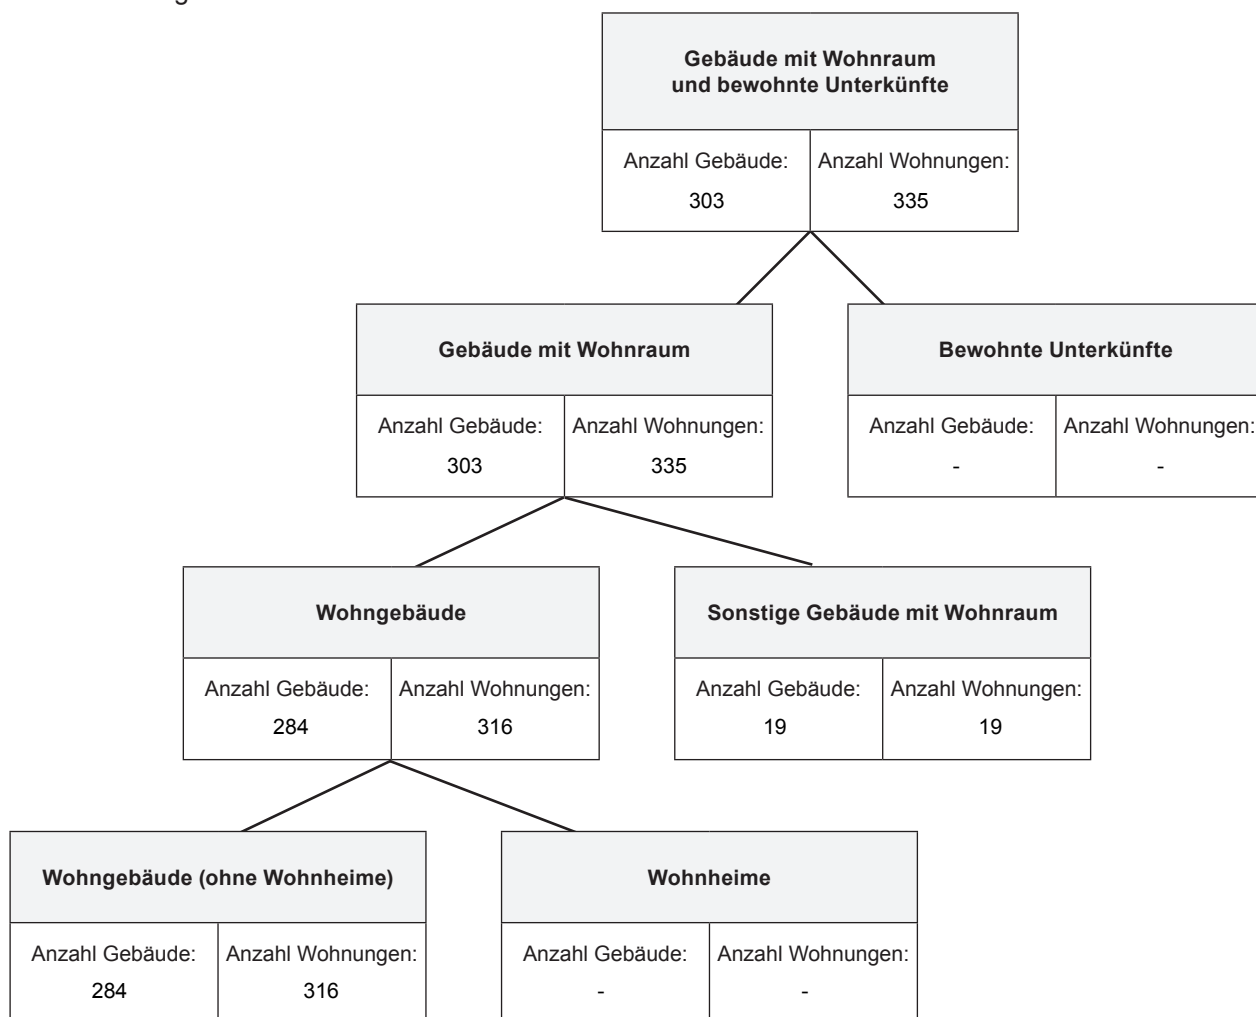 Gebäude mit Wohnraum
und bewohnte Unterkünfte
Anzahl Gebäude: Anzahl Wohnungen:
303 335
Gebäude mit Wohnraum Bewohnte Unterkünfte
Anzahl Gebäude: Anzahl Wohnungen: Anzahl Gebäude: Anzahl Wohnungen:
303 335 - -
Wohngebäude Sonstige Gebäude mit Wohnraum
Anzahl Gebäude: Anzahl Wohnungen: Anzahl Gebäude: Anzahl Wohnungen:
284 316 19 19
Wohngebäude (ohne Wohnheime) Wohnheime
Anzahl Gebäude: Anzahl Wohnungen: Anzahl Gebäude: Anzahl Wohnungen:
284 316 - -